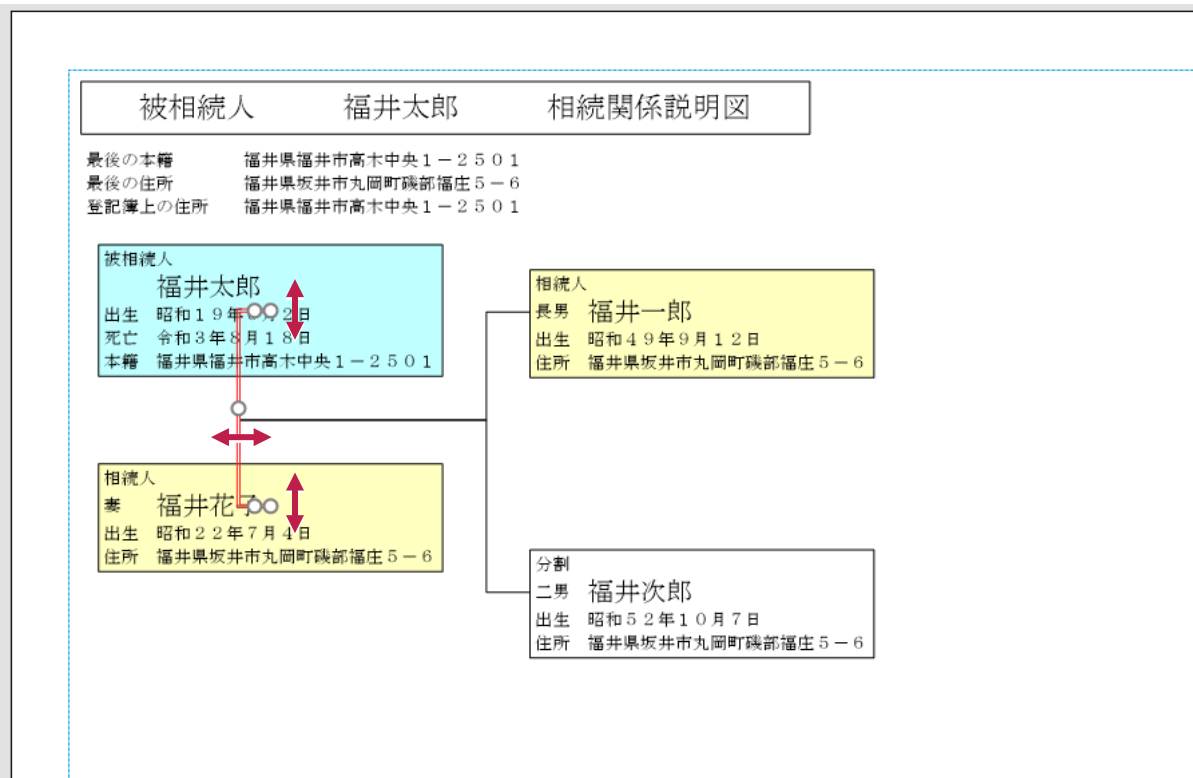 被相続人 福井太郎 相続関係説明図
最後の本籍 福井県福井市高木中央１－２５０１
最後の住所 福井県坂井市丸岡町磯部福庄５－６
登記簿上の住所 福井県福井市高木中央１－２５０１
被相続人
福井太郎
出生 昭和１９年 月２日
死亡 令和３年８月１８日
本籍 福井県福井市高木中央１－２５０１
相続人
長男 福井一郎
出生 昭和４９年９月１２日
住所 福井県坂井市丸岡町磯部福庄５－６
相続人
妻 福井花子
出生 昭和２２年７月４日
住所 福井県坂井市丸岡町磯部福庄５－６
分割
二男 福井次郎
出生 昭和５２年１０月７日
住所 福井県坂井市丸岡町磯部福庄５－６